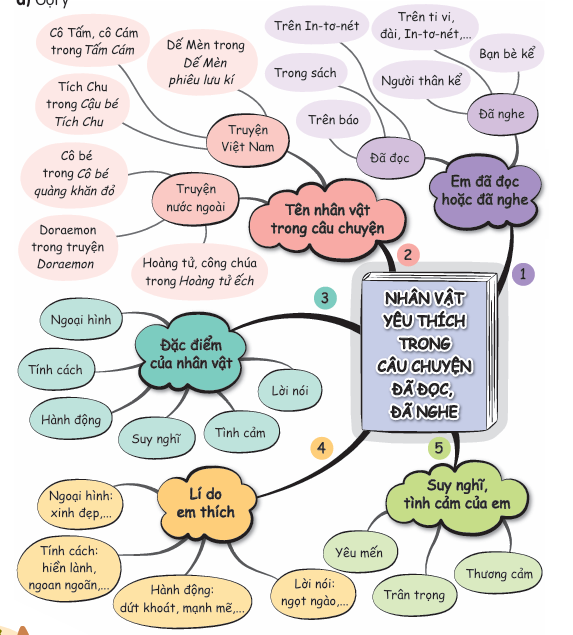 a) Gợi ý
NHÂN VẬT
YÊU THÍCH
TRONG
CÂU CHUYỆN
ĐÃ ĐỌC,
ĐÃ NGHE
1
Em đã đọc
hoặc đã nghe
Đã đọc
Trên In-tơ-nét
Trong sách
Trên báo
Đã nghe
Trên ti vi,
đài, In-tơ-nét,...
Bạn bè kể
Người thân kể
2
Tên nhân vật
trong câu chuyện
Truyện
Việt Nam
Cô Tấm, cô Cám
trong Tấm Cám
Dế Mèn trong
Dế Mèn
phiêu lưu kí
Tích Chu
trong Cậu bé
Tích Chu
Truyện
nước ngoài
Cô bé
trong Cô bé
quàng khăn đỏ
Doraemon
trong truyện
Doraemon
Hoàng tử, công chúa
trong Hoàng tử ếch
3
Đặc điểm
của nhân vật
Ngoại hình
Tính cách
Hành động
Suy nghĩ
Tình cảm
Lời nói
4
Lí do
em thích
Ngoại hình:
xinh đẹp,...
Tính cách:
hiền lành,
ngoan ngoãn,...
Hành động:
dứt khoát, mạnh mẽ,...
Lời nói:
ngọt ngào,...
5
Suy nghĩ,
tình cảm của em
Yêu mến
Trân trọng
Thương cảm